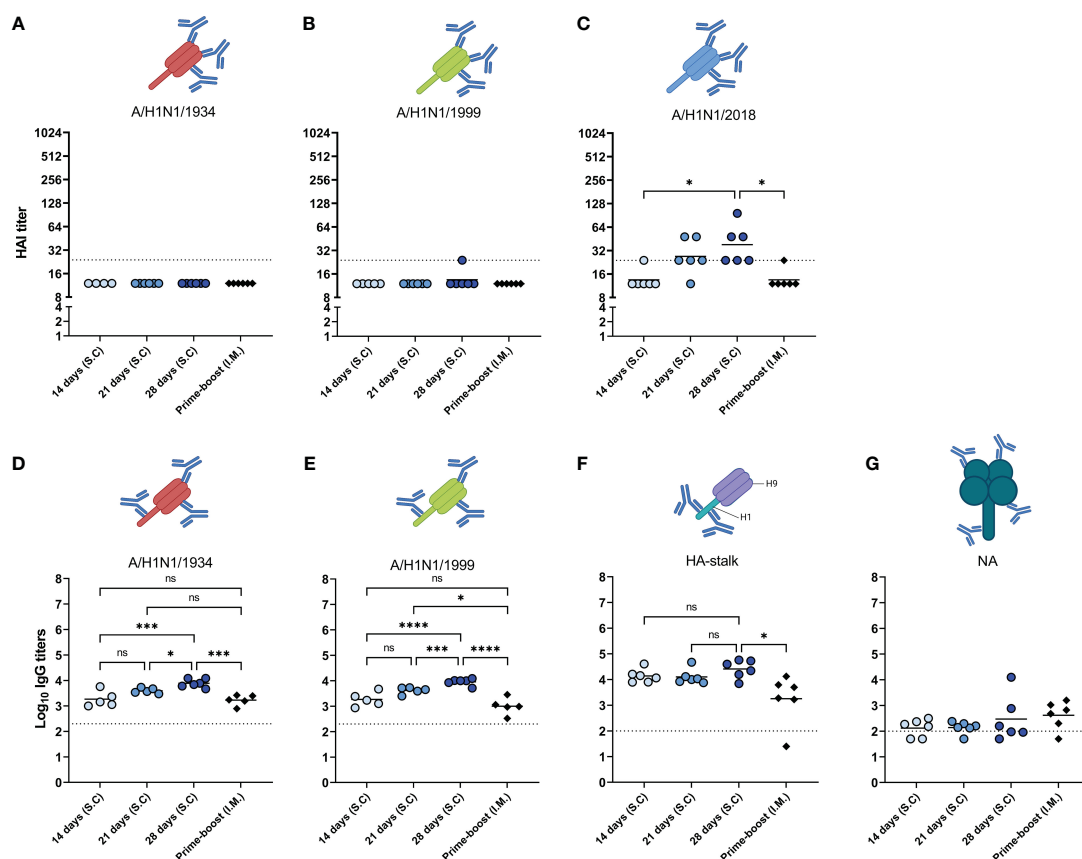 A
B
C
A/H1N1/1934
A/H1N1/1999
A/H1N1/2018
HAI titer
1024
512
256
128
64
32
16
8
4
2
1
14 days (S.C)
21 days (S.C)
28 days (S.C)
Prime-boost (I.M.)
1024
512
256
128
64
32
16
8
4
2
1
14 days (S.C)
21 days (S.C)
28 days (S.C)
Prime-boost (I.M.)
1024
512
256
128
64
32
16
8
4
2
1
*
*
14 days (S.C)
21 days (S.C)
28 days (S.C)
Prime-boost (I.M.)
D
E
F
G
H9
H1
A/H1N1/1934
A/H1N1/1999
HA-stalk
NA
Log10 IgG titers
8
7
6
5
4
3
2
1
0
ns
ns
***
ns
*
***
14 days (S.C)
21 days (S.C)
28 days (S.C)
Prime-boost (I.M.)
8
7
6
5
4
3
2
1
0
ns
*
****
ns
***
****
14 days (S.C)
21 days (S.C)
28 days (S.C)
Prime-boost (I.M.)
8
7
6
5
4
3
2
1
0
ns
ns
*
14 days (S.C)
21 days (S.C)
28 days (S.C)
Prime-boost (I.M.)
8
7
6
5
4
3
2
1
0
14 days (S.C)
21 days (S.C)
28 days (S.C)
Prime-boost (I.M.)